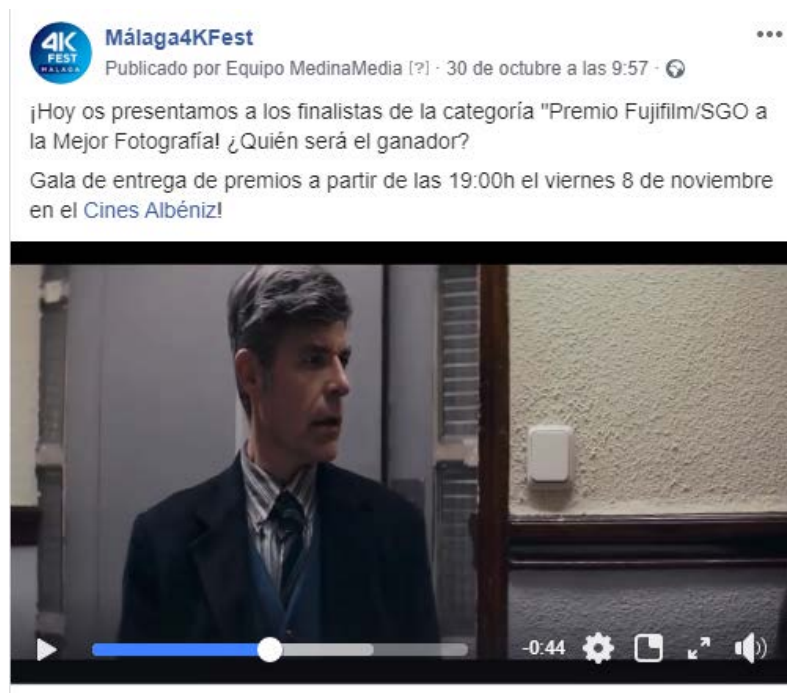 4K
FEST
MÁLAGA
Málaga4KFest
Publicado por Equipo MedinaMedia [?] · 30 de octubre a las 9:57 ·
¡Hoy os presentamos a los finalistas de la categoría "Premio Fujifilm/SGO a
la Mejor Fotografía! ¿Quién será el ganador?
Gala de entrega de premios a partir de las 19:00h el viernes 8 de noviembre
en el Cines Albéniz!
-0:44